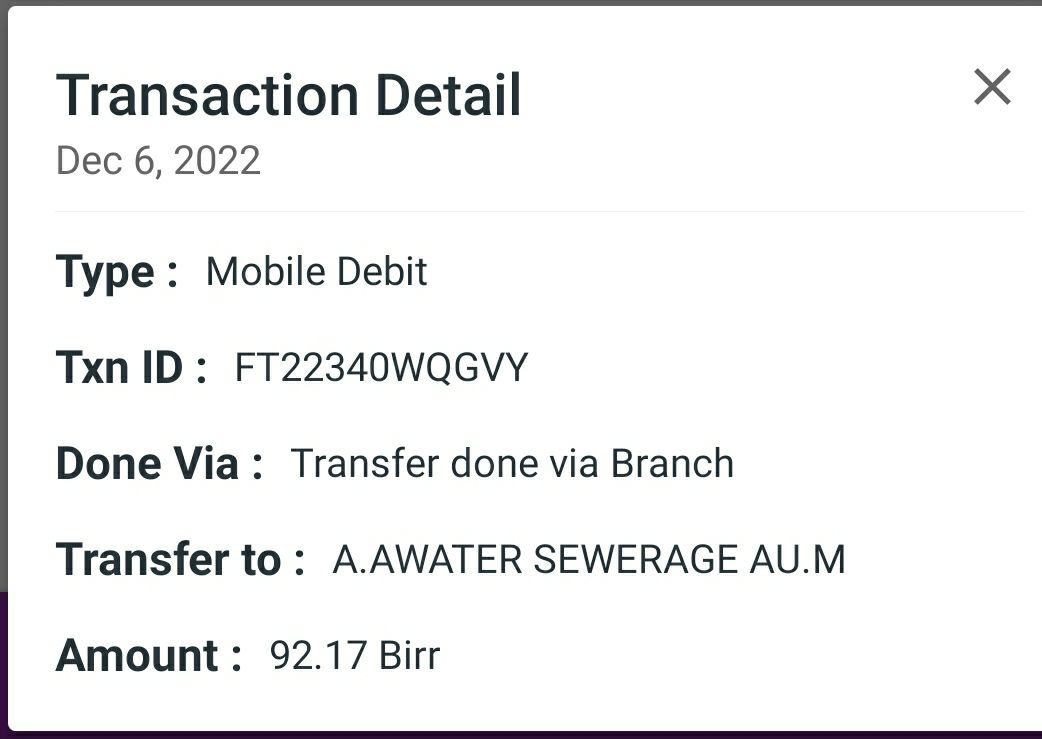 Transaction Detail
Dec 6, 2022
Type : Mobile Debit
Txn ID : FT22340WQGVY
Done Via : Transfer done via Branch
Transfer to : A.AWATER SEWERAGE AU.M
Amount : 92.17 Birr